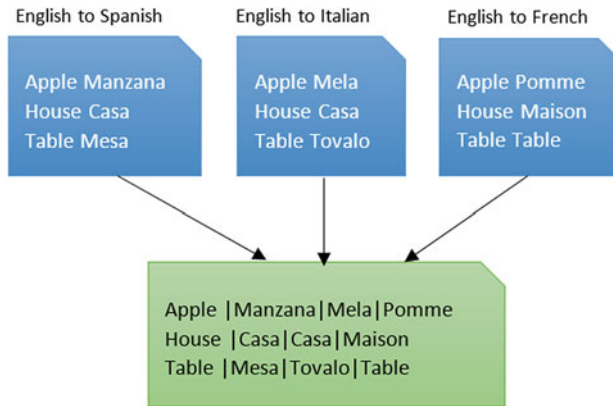 English to Spanish
Apple Manzana
House Casa
Table Mesa
English to Italian
Apple Mela
House Casa
Table Tovalo
English to French
Apple Pomme
House Maison
Table Table
Apple |Manzana|Mela|Pomme
House |Casa|Casa|Maison
Table |Mesa|Tovalo|Table